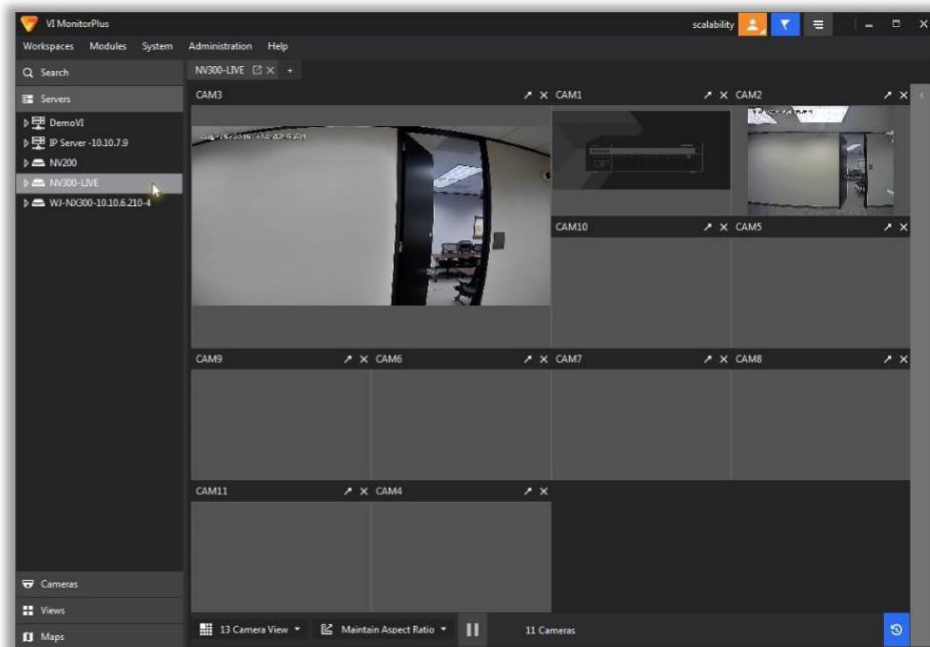 VI MonitorPlus
scalability
Workspaces Modules System Administration Help
Search
NV300-LIVE
Servers
CAM3
CAM1
CAM2
DemoVI
IP Server -10.10.7.9
NV200
NV300-LIVE
WJ-NX300-10.10.6.210-4
CAM10
CAM5
CAM9
CAM6
CAM7
CAM8
CAM11
CAM4
Cameras
Views
Maps
13 Camera View
Maintain Aspect Ratio
11 Cameras